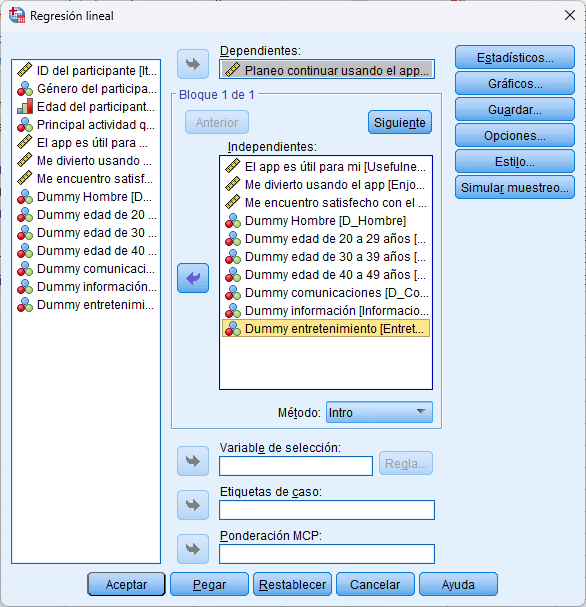 Regresión lineal
ID del participante [It...
Género del participa...
Edad del participant...
Principal actividad q...
El app es útil para ...
Me divierto usando ...
Me encuentro satisf...
Dummy Hombre [D...
Dummy edad de 20 ...
Dummy edad de 30 ...
Dummy edad de 40 ...
Dummy comunicaci...
Dummy información...
Dummy entretenimi...
Dependientes:
Planeo continuar usando el app...
Bloque 1 de 1
Anterior
Siguiente
Independientes:
El app es útil para mi [Usefulne...
Me divierto usando el app [Enjo...
Me encuentro satisfecho con el ...
Dummy Hombre [D_Hombre]
Dummy edad de 20 a 29 años [...
Dummy edad de 30 a 39 años [...
Dummy edad de 40 a 49 años [...
Dummy comunicaciones [D_Co...
Dummy información [Informacio...
Dummy entretenimiento [Entret...
Método: Intro
Variable de selección:
Regla...
Etiquetas de caso:
Ponderación MCP:
Estadísticos...
Gráficos...
Guardar...
Opciones...
Estilo...
Simular muestreo...
Aceptar Pegar Restablecer Cancelar Ayuda